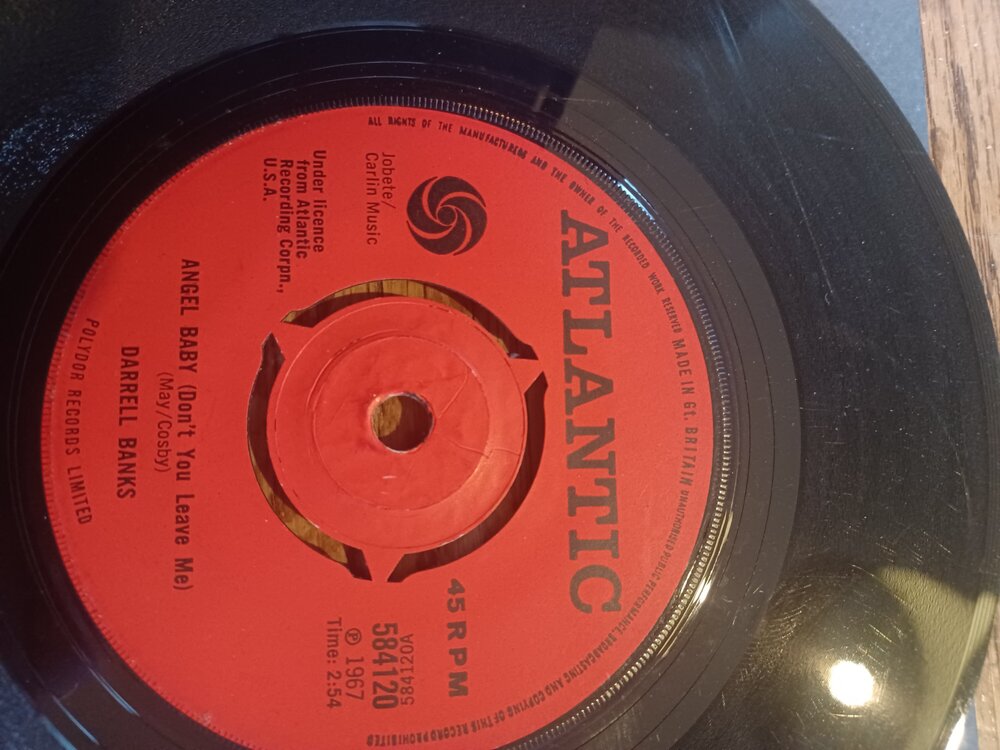 ALL RIGHTS OF THE MANUFACTURERS AND THE OWNER OF THE RECORDED WORK RESERVED MADE IN Gt. BRITAIN UNAUTHORISED PUBLIC PERFORMANCE, BROADCASTING AND COPYING OF THIS RECORD PROHIBITED
ATLANTIC
Jobete/
Carlin Music
Under licence
from Atlantic
Recording Corpn.,
U.S.A.
45 RPM
584120A
584120
Ⓟ 1967
Time: 2:54
ANGEL BABY (Don't You Leave Me)
(May/Cosby)
DARRELL BANKS
POLYDOR RECORDS LIMITED